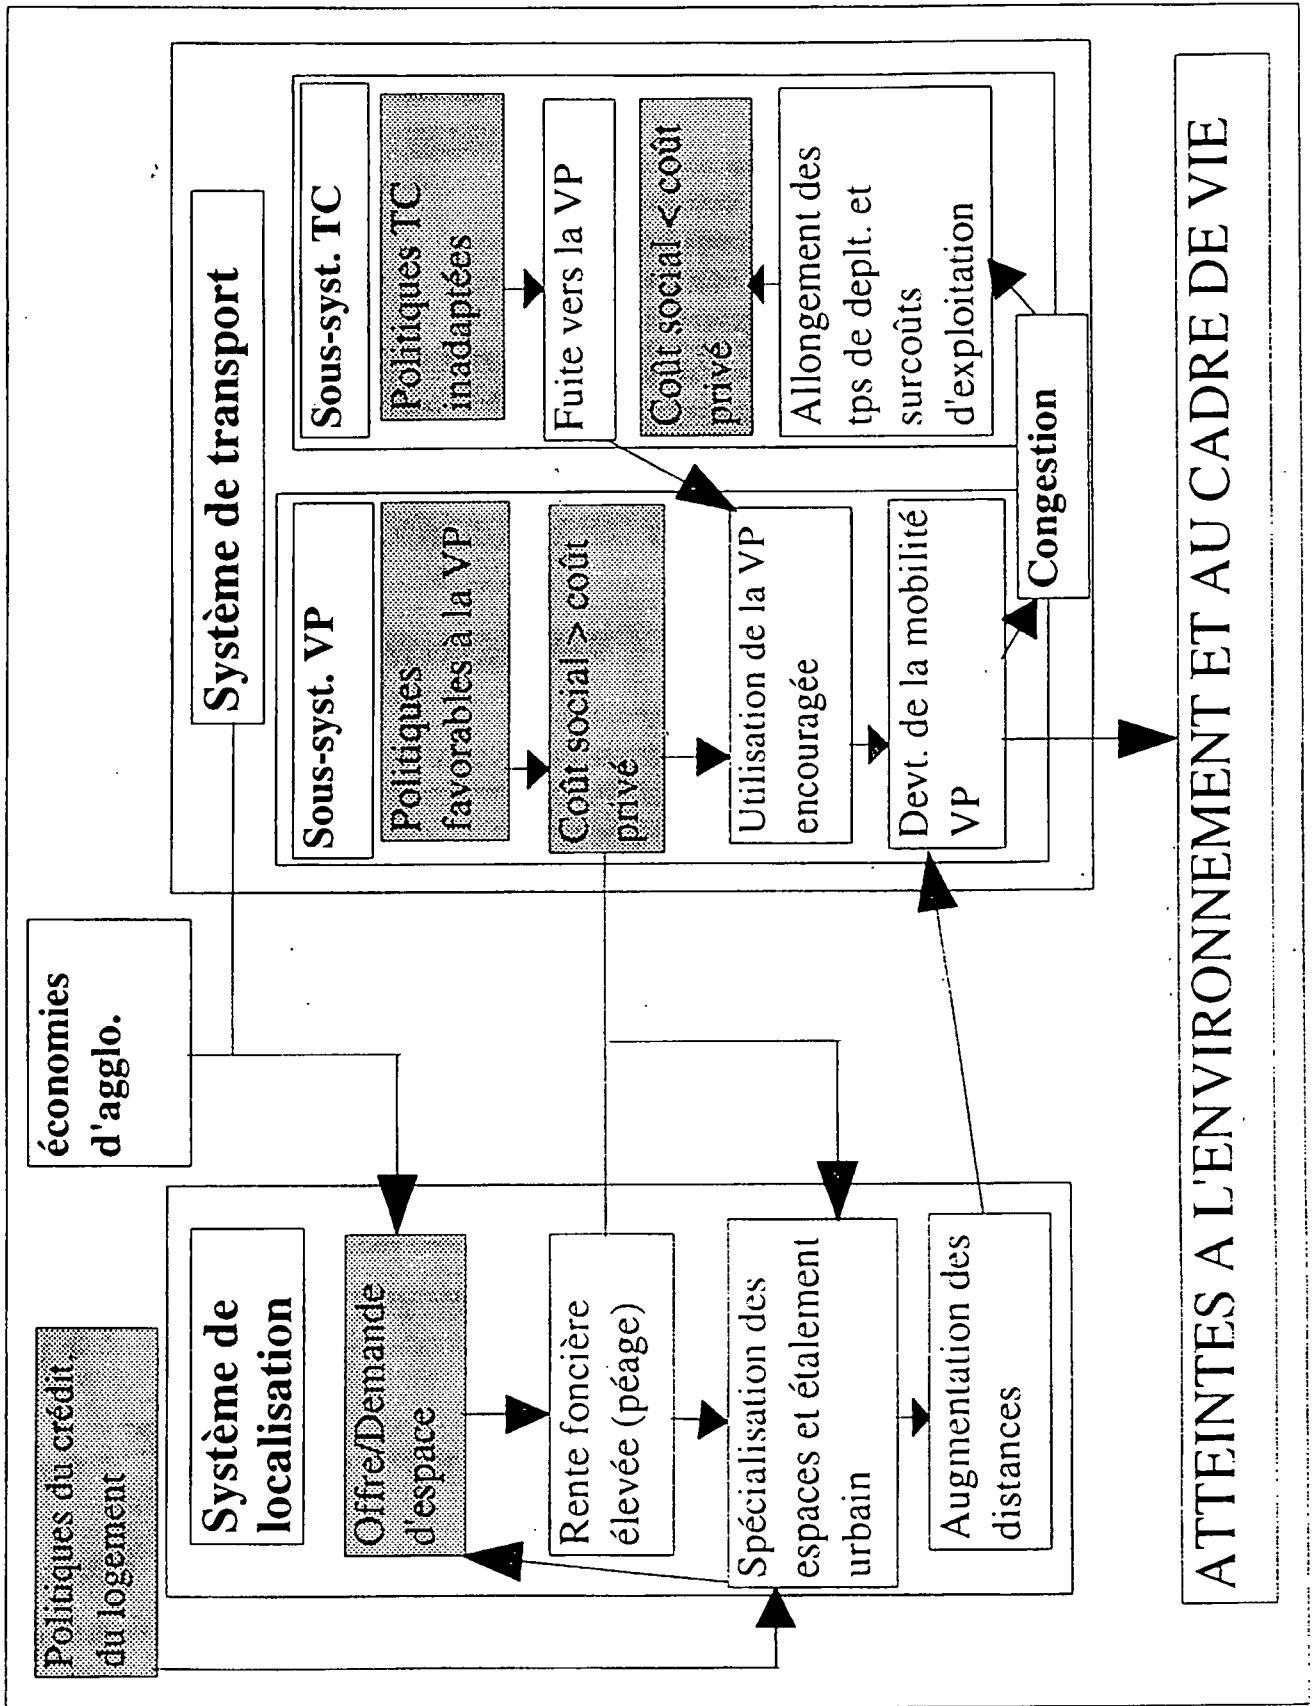 Politiques du crédit,
du logement
économies
d'agglo.
Système de
localisation
Offre/Demande
d'espace
Rente foncière
élevée (péage)
Spécialisation des
espaces et étalement
urbain
Augmentation des
distances
Système de transport
Sous-syst. VP
Politiques
favorables à la VP
Coût social > coût
privé
Utilisation de la VP
encouragée
Devt. de la mobilité
VP
Sous-syst. TC
Politiques TC
inadaptées
Fuite vers la VP
Coût social < coût
privé
Allongement des
tps de deplt. et
surcoûts
d'exploitation
Congestion
ATTEINTES A L'ENVIRONNEMENT ET AU CADRE DE VIE